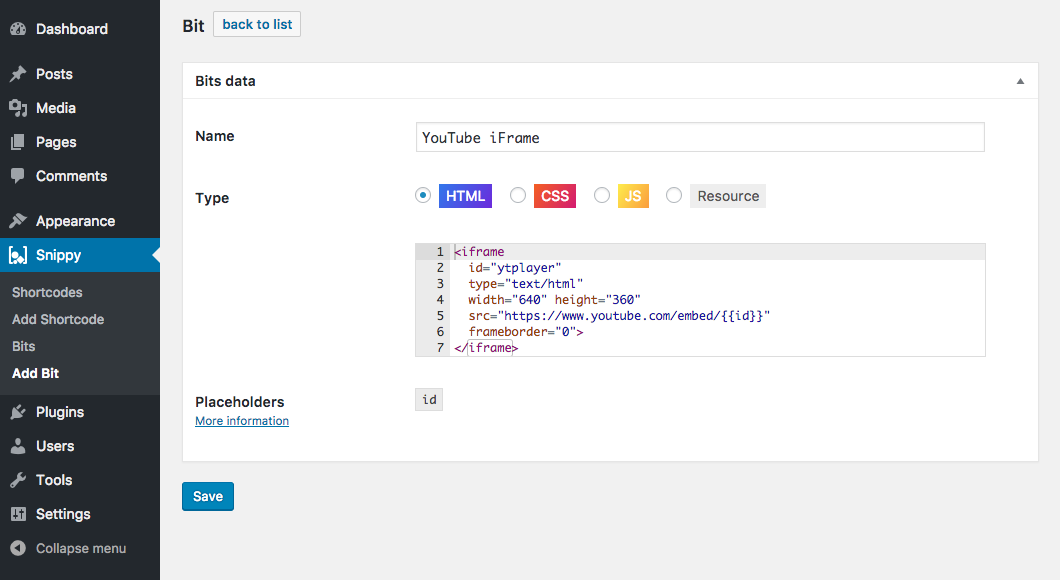 Dashboard
Posts
Media
Pages
Comments
Appearance
Snippy
Shortcodes
Add Shortcode
Bits
Add Bit
Plugins
Users
Tools
Settings
Collapse menu
Bit back to list
Bits data
Name YouTube iFrame
Type HTML CSS JS Resource
1 <iframe
2 id="ytplayer"
3 type="text/html"
4 width="640" height="360"
5 src="https://www.youtube.com/embed/{{id}}"
6 frameborder="0">
7 </iframe>
Placeholders id
More information
Save